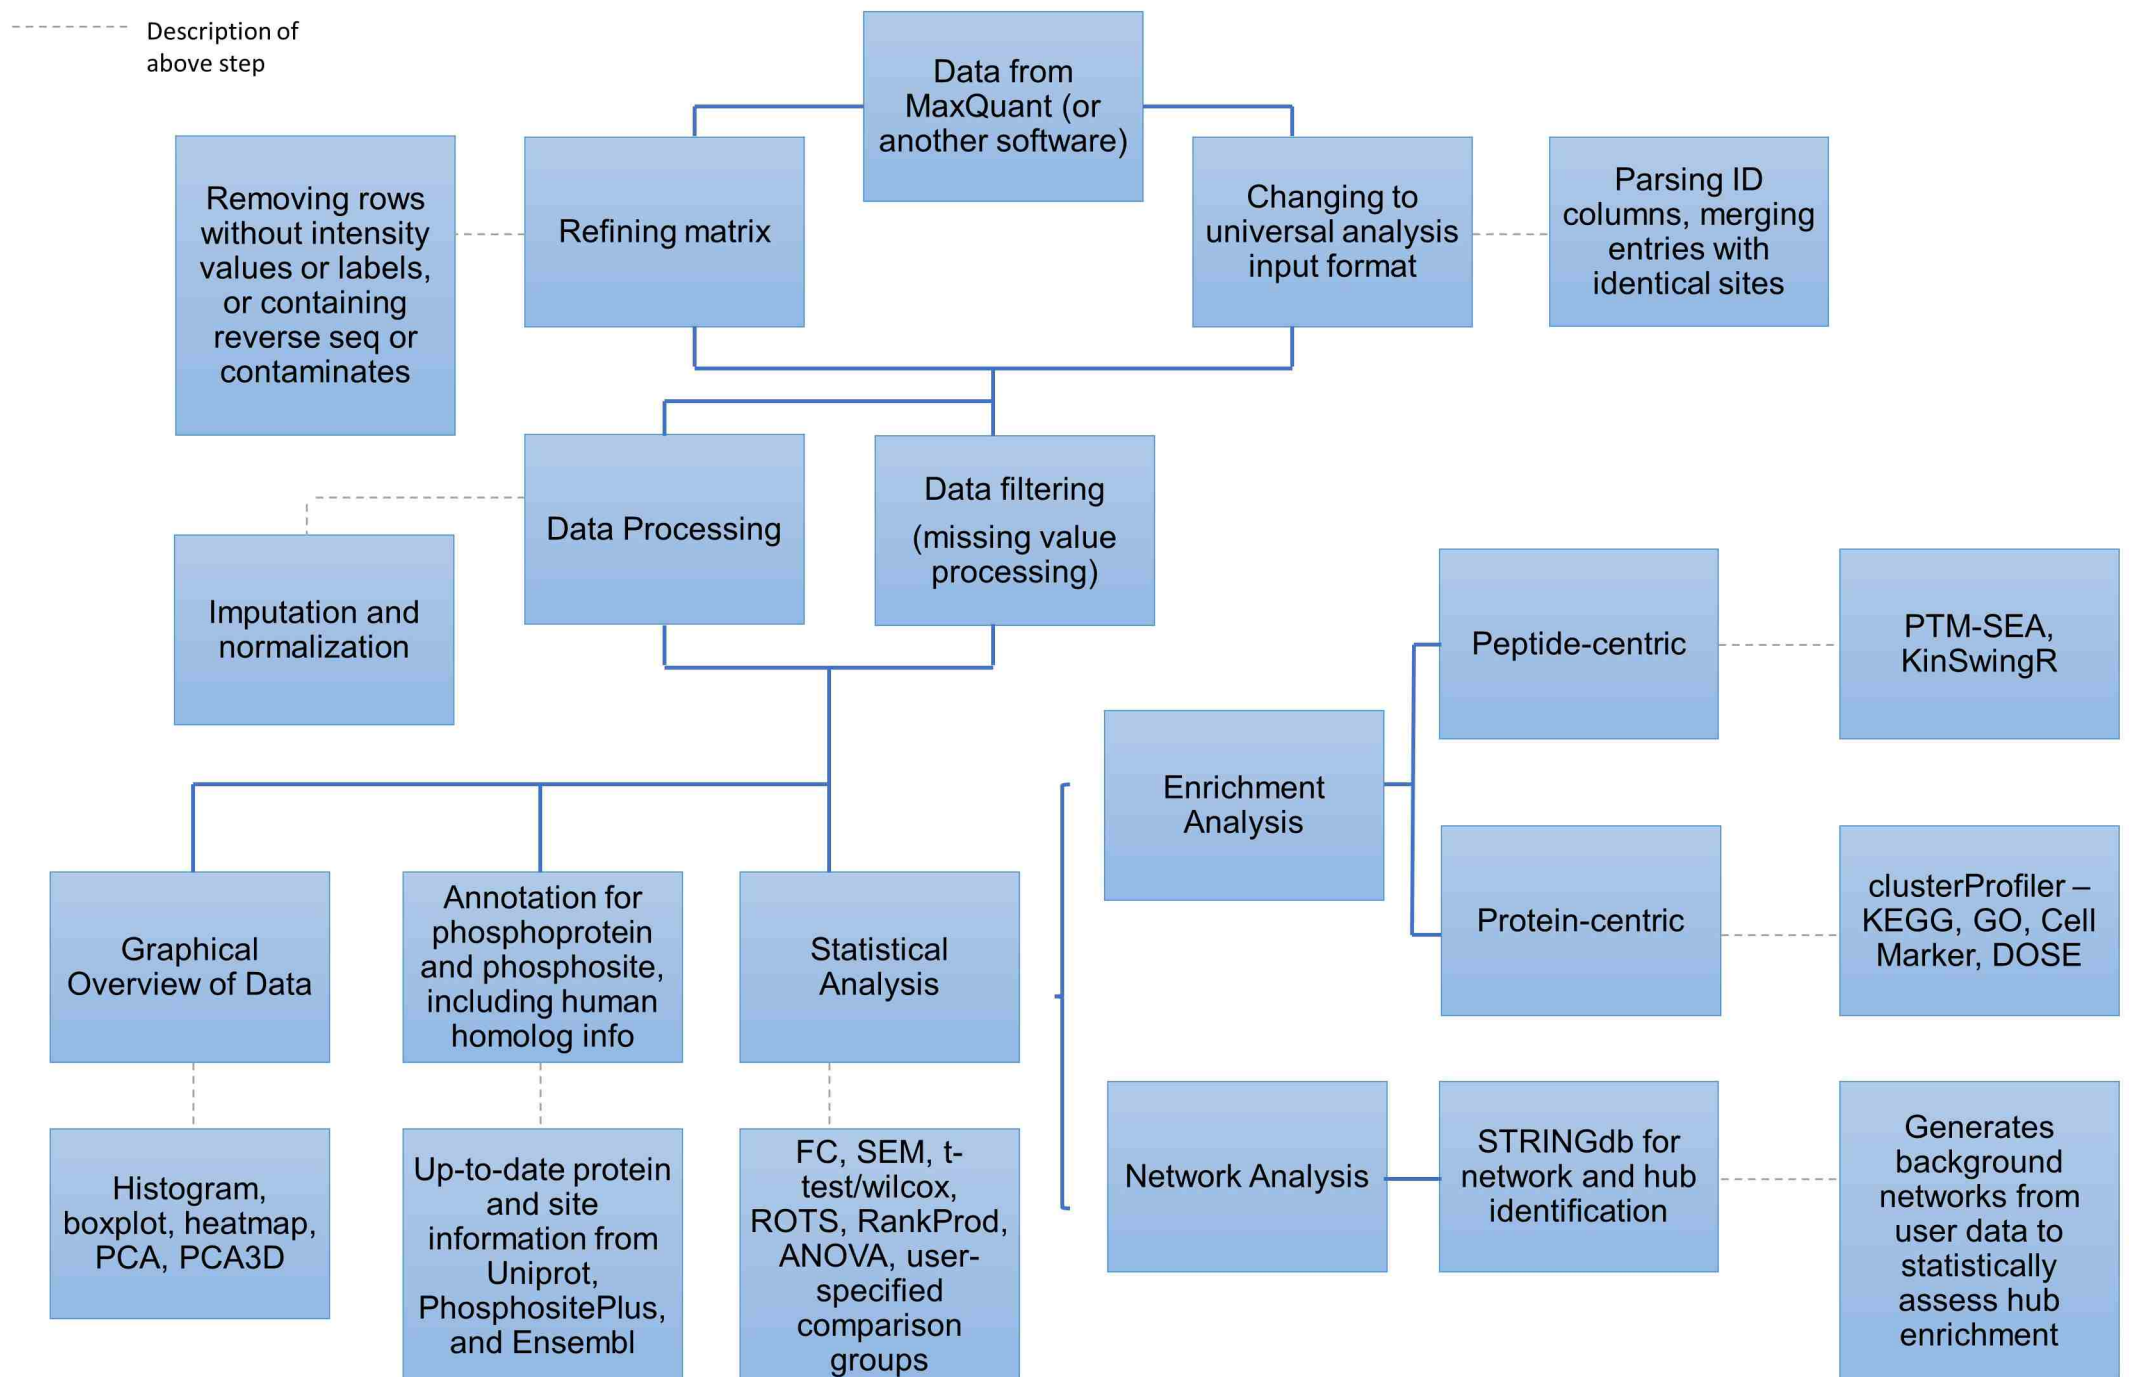 Description of
above step
Data from
MaxQuant (or
another software)
Removing rows
without intensity
values or labels,
or containing
reverse seq or
contaminates
Refining matrix
Changing to
universal analysis
input format
Parsing ID
columns, merging
entries with
identical sites
Data Processing
Data filtering
(missing value
processing)
Imputation and
normalization
Peptide-centric
PTM-SEA,
KinSwingR
Enrichment
Analysis
Protein-centric
clusterProfiler –
KEGG, GO, Cell
Marker, DOSE
Graphical
Overview of Data
Annotation for
phosphoprotein
and phosphosite,
including human
homolog info
Statistical
Analysis
Network Analysis
STRINGdb for
network and hub
identification
Generates
background
networks from
user data to
statistically
assess hub
enrichment
Histogram,
boxplot, heatmap,
PCA, PCA3D
Up-to-date protein
and site
information from
Uniprot,
PhosphositePlus,
and Ensembl
FC, SEM, t-
test/wilcox,
ROTS, RankProd,
ANOVA, user-
specified
comparison
groups